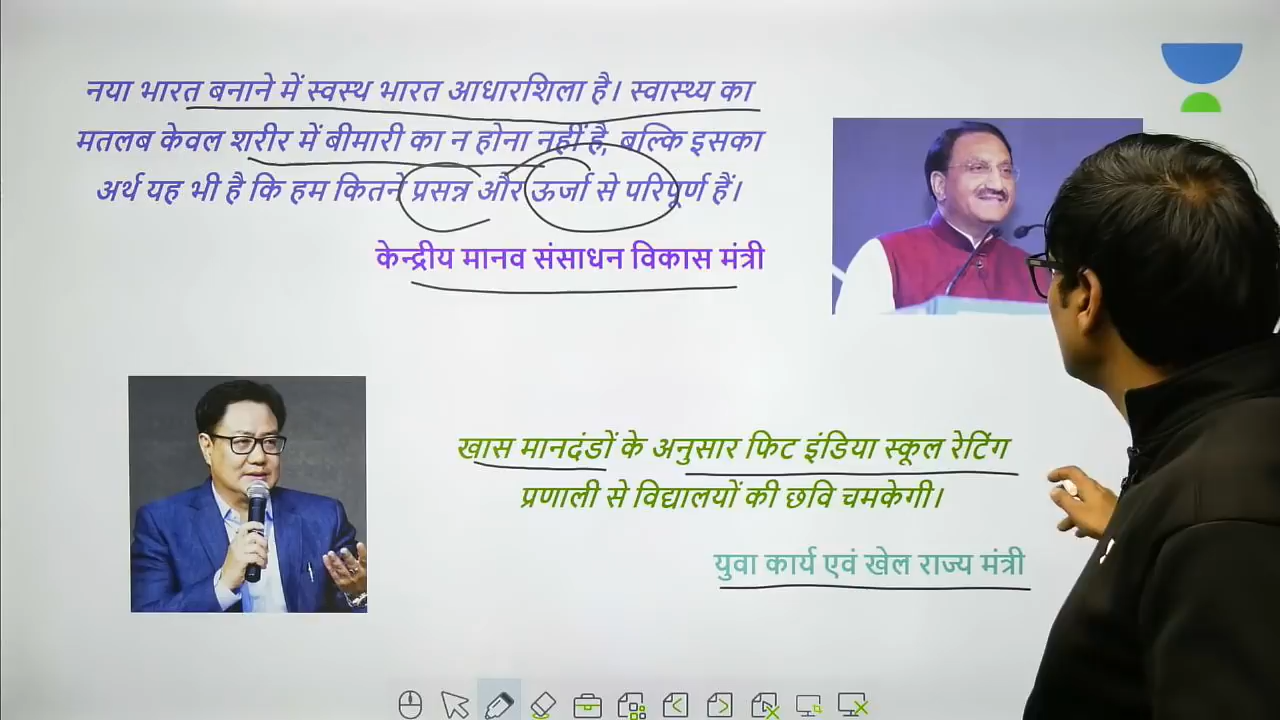 नया भारत बनाने में स्वस्थ भारत आधारशिला है। स्वास्थ्य का
मतलब केवल शरीर में बीमारी का न होना नहीं है, बल्कि इसका
अर्थ यह भी है कि हम कितने प्रसन्न और ऊर्जा से परिपूर्ण हैं।
केन्द्रीय मानव संसाधन विकास मंत्री
खास मानदंडों के अनुसार फिट इंडिया स्कूल रेटिंग
प्रणाली से विद्यालयों की छवि चमकेगी।
युवा कार्य एवं खेल राज्य मंत्री